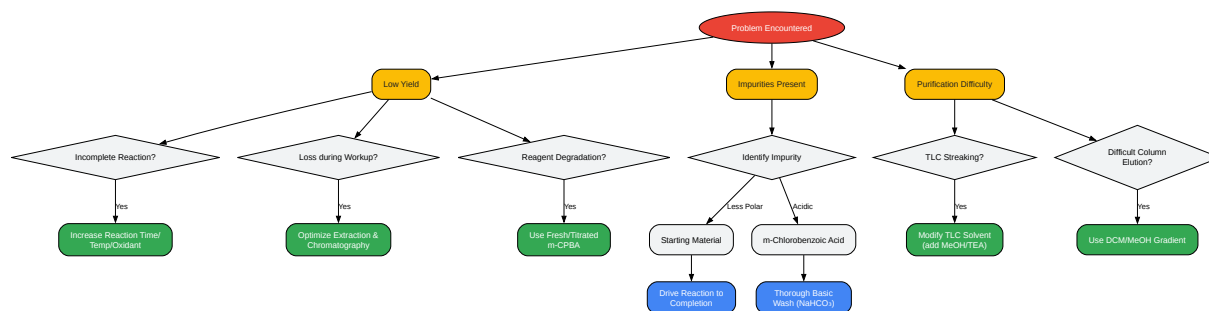 Problem Encountered
Low Yield
Impurities Present
Purification Difficulty
Incomplete Reaction?
Loss during Workup?
Reagent Degradation?
Identify Impurity
TLC Streaking?
Difficult Column
Elution?
Yes
Yes
Yes
Less Polar
Acidic
Yes
Yes
Increase Reaction Time/
Temp/Oxidant
Optimize Extraction &
Chromatography
Use Fresh/Titrated
m-CPBA
Starting Material
m-Chlorobenzoic Acid
Modify TLC Solvent
(add MeOH/TEA)
Use DCM/MeOH Gradient
Drive Reaction to
Completion
Thorough Basic
Wash (NaHCO₃)